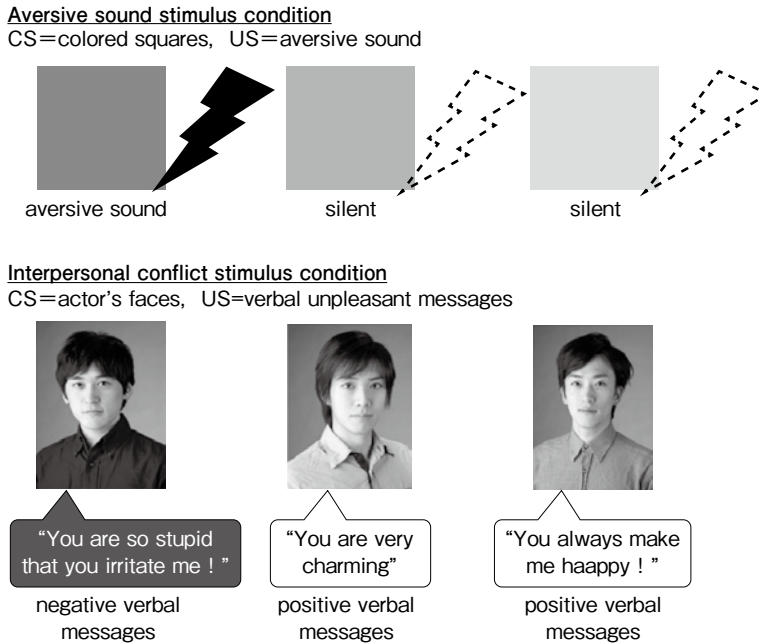 Aversive sound stimulus condition
CS＝colored squares,  US＝aversive sound
aversive sound
silent
silent
Interpersonal conflict stimulus condition
CS＝actor's faces,  US=verbal unpleasant messages
“You are so stupid
that you irritate me ! ”
“You are very
charming”
“You always make
me haappy ! ”
negative verbal
messages
positive verbal
messages
positive verbal
messages